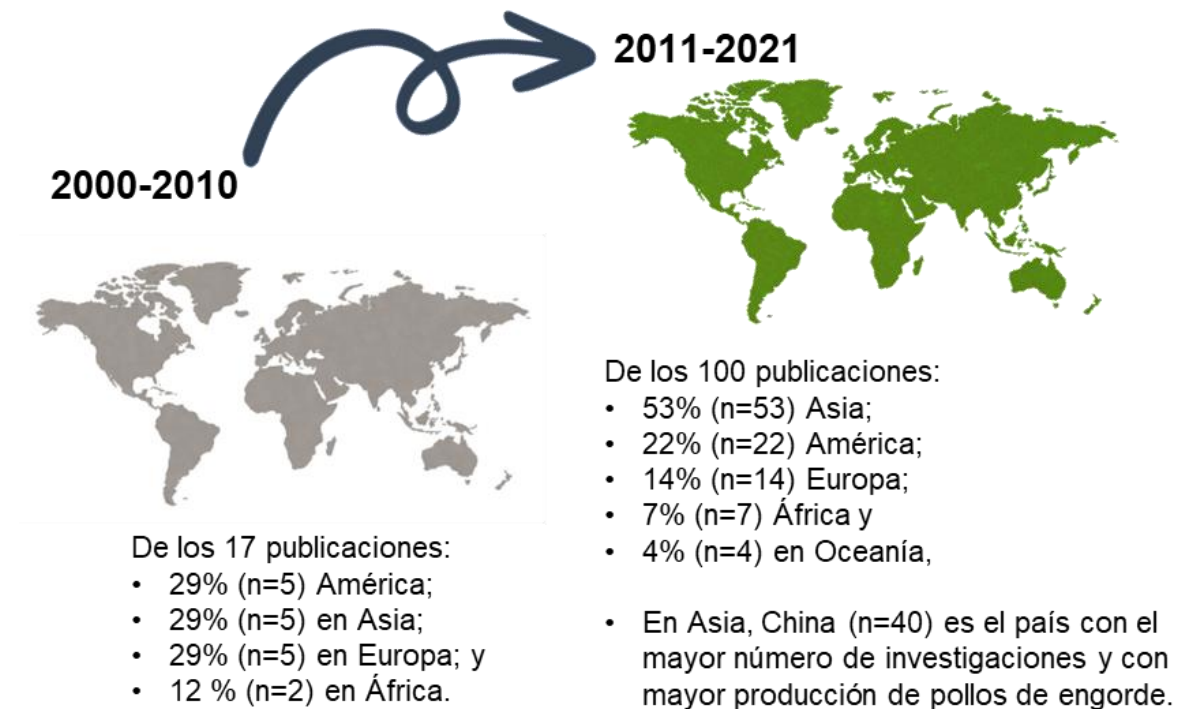 2000-2010
De los 17 publicaciones:
• 29% (n=5) América;
• 29% (n=5) en Asia;
• 29% (n=5) en Europa; y
• 12 % (n=2) en África.
2011-2021
De los 100 publicaciones:
• 53% (n=53) Asia;
• 22% (n=22) América;
• 14% (n=14) Europa;
• 7% (n=7) África y
• 4% (n=4) en Oceanía,
• En Asia, China (n=40) es el país con el
mayor número de investigaciones y con
mayor producción de pollos de engorde.